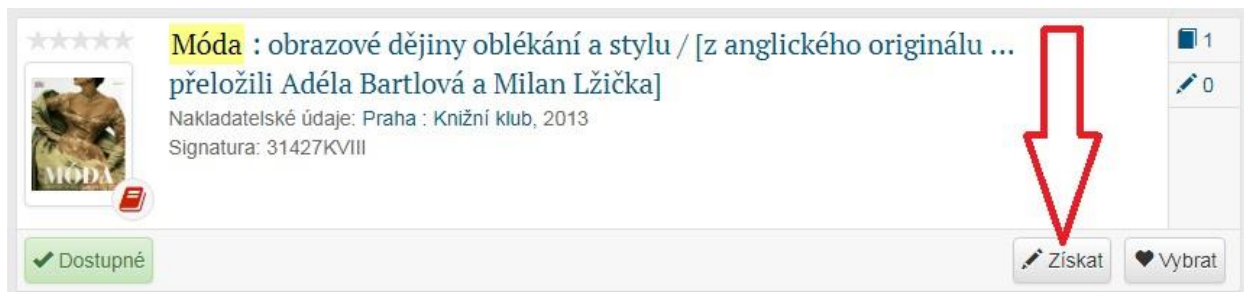 Móda : obrazové dějiny oblékání a stylu / [z anglického originálu ...
přeložili Adéla Bartlová a Milan Lžička]
Nakladatelské údaje: Praha : Knižní klub, 2013
Signatura: 31427KVIII
MÓDA
1
0
Dostupné
Získat
Vybrat